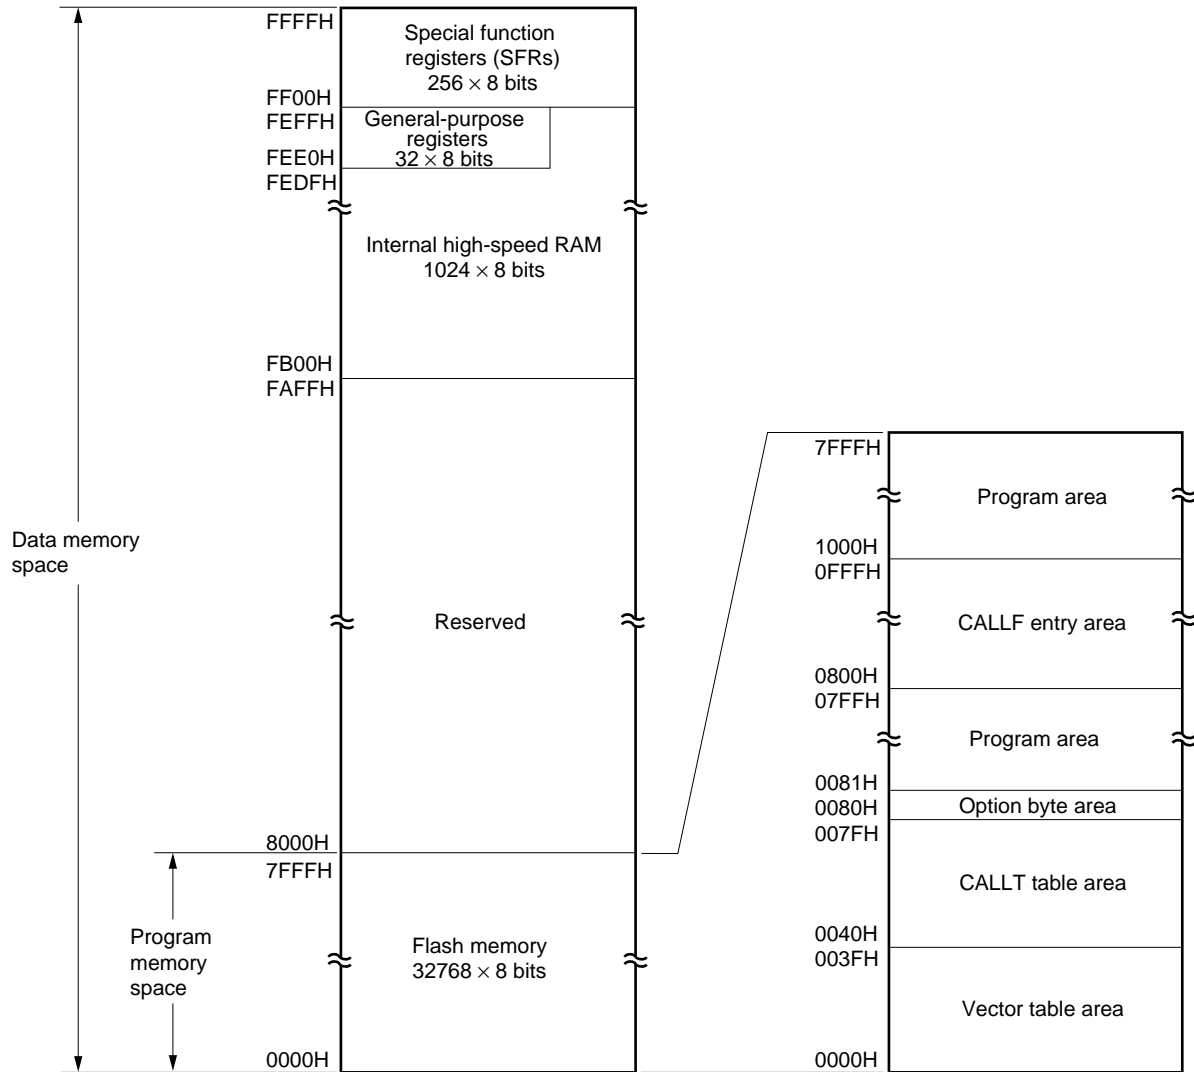 FFFFH
Special function
registers (SFRs)
256 × 8 bits
FF00H
FEFFH
General-purpose
registers
32 × 8 bits
FEE0H
FEDFH
Internal high-speed RAM
1024 × 8 bits
FB00H
FAFFH
Data memory
space
Reserved
8000H
7FFFH
Program
memory
space
Flash memory
32768 × 8 bits
0000H
7FFFH
Program area
1000H
0FFFH
CALLF entry area
0800H
07FFH
Program area
0081H
0080H
Option byte area
007FH
CALLT table area
0040H
003FH
Vector table area
0000H